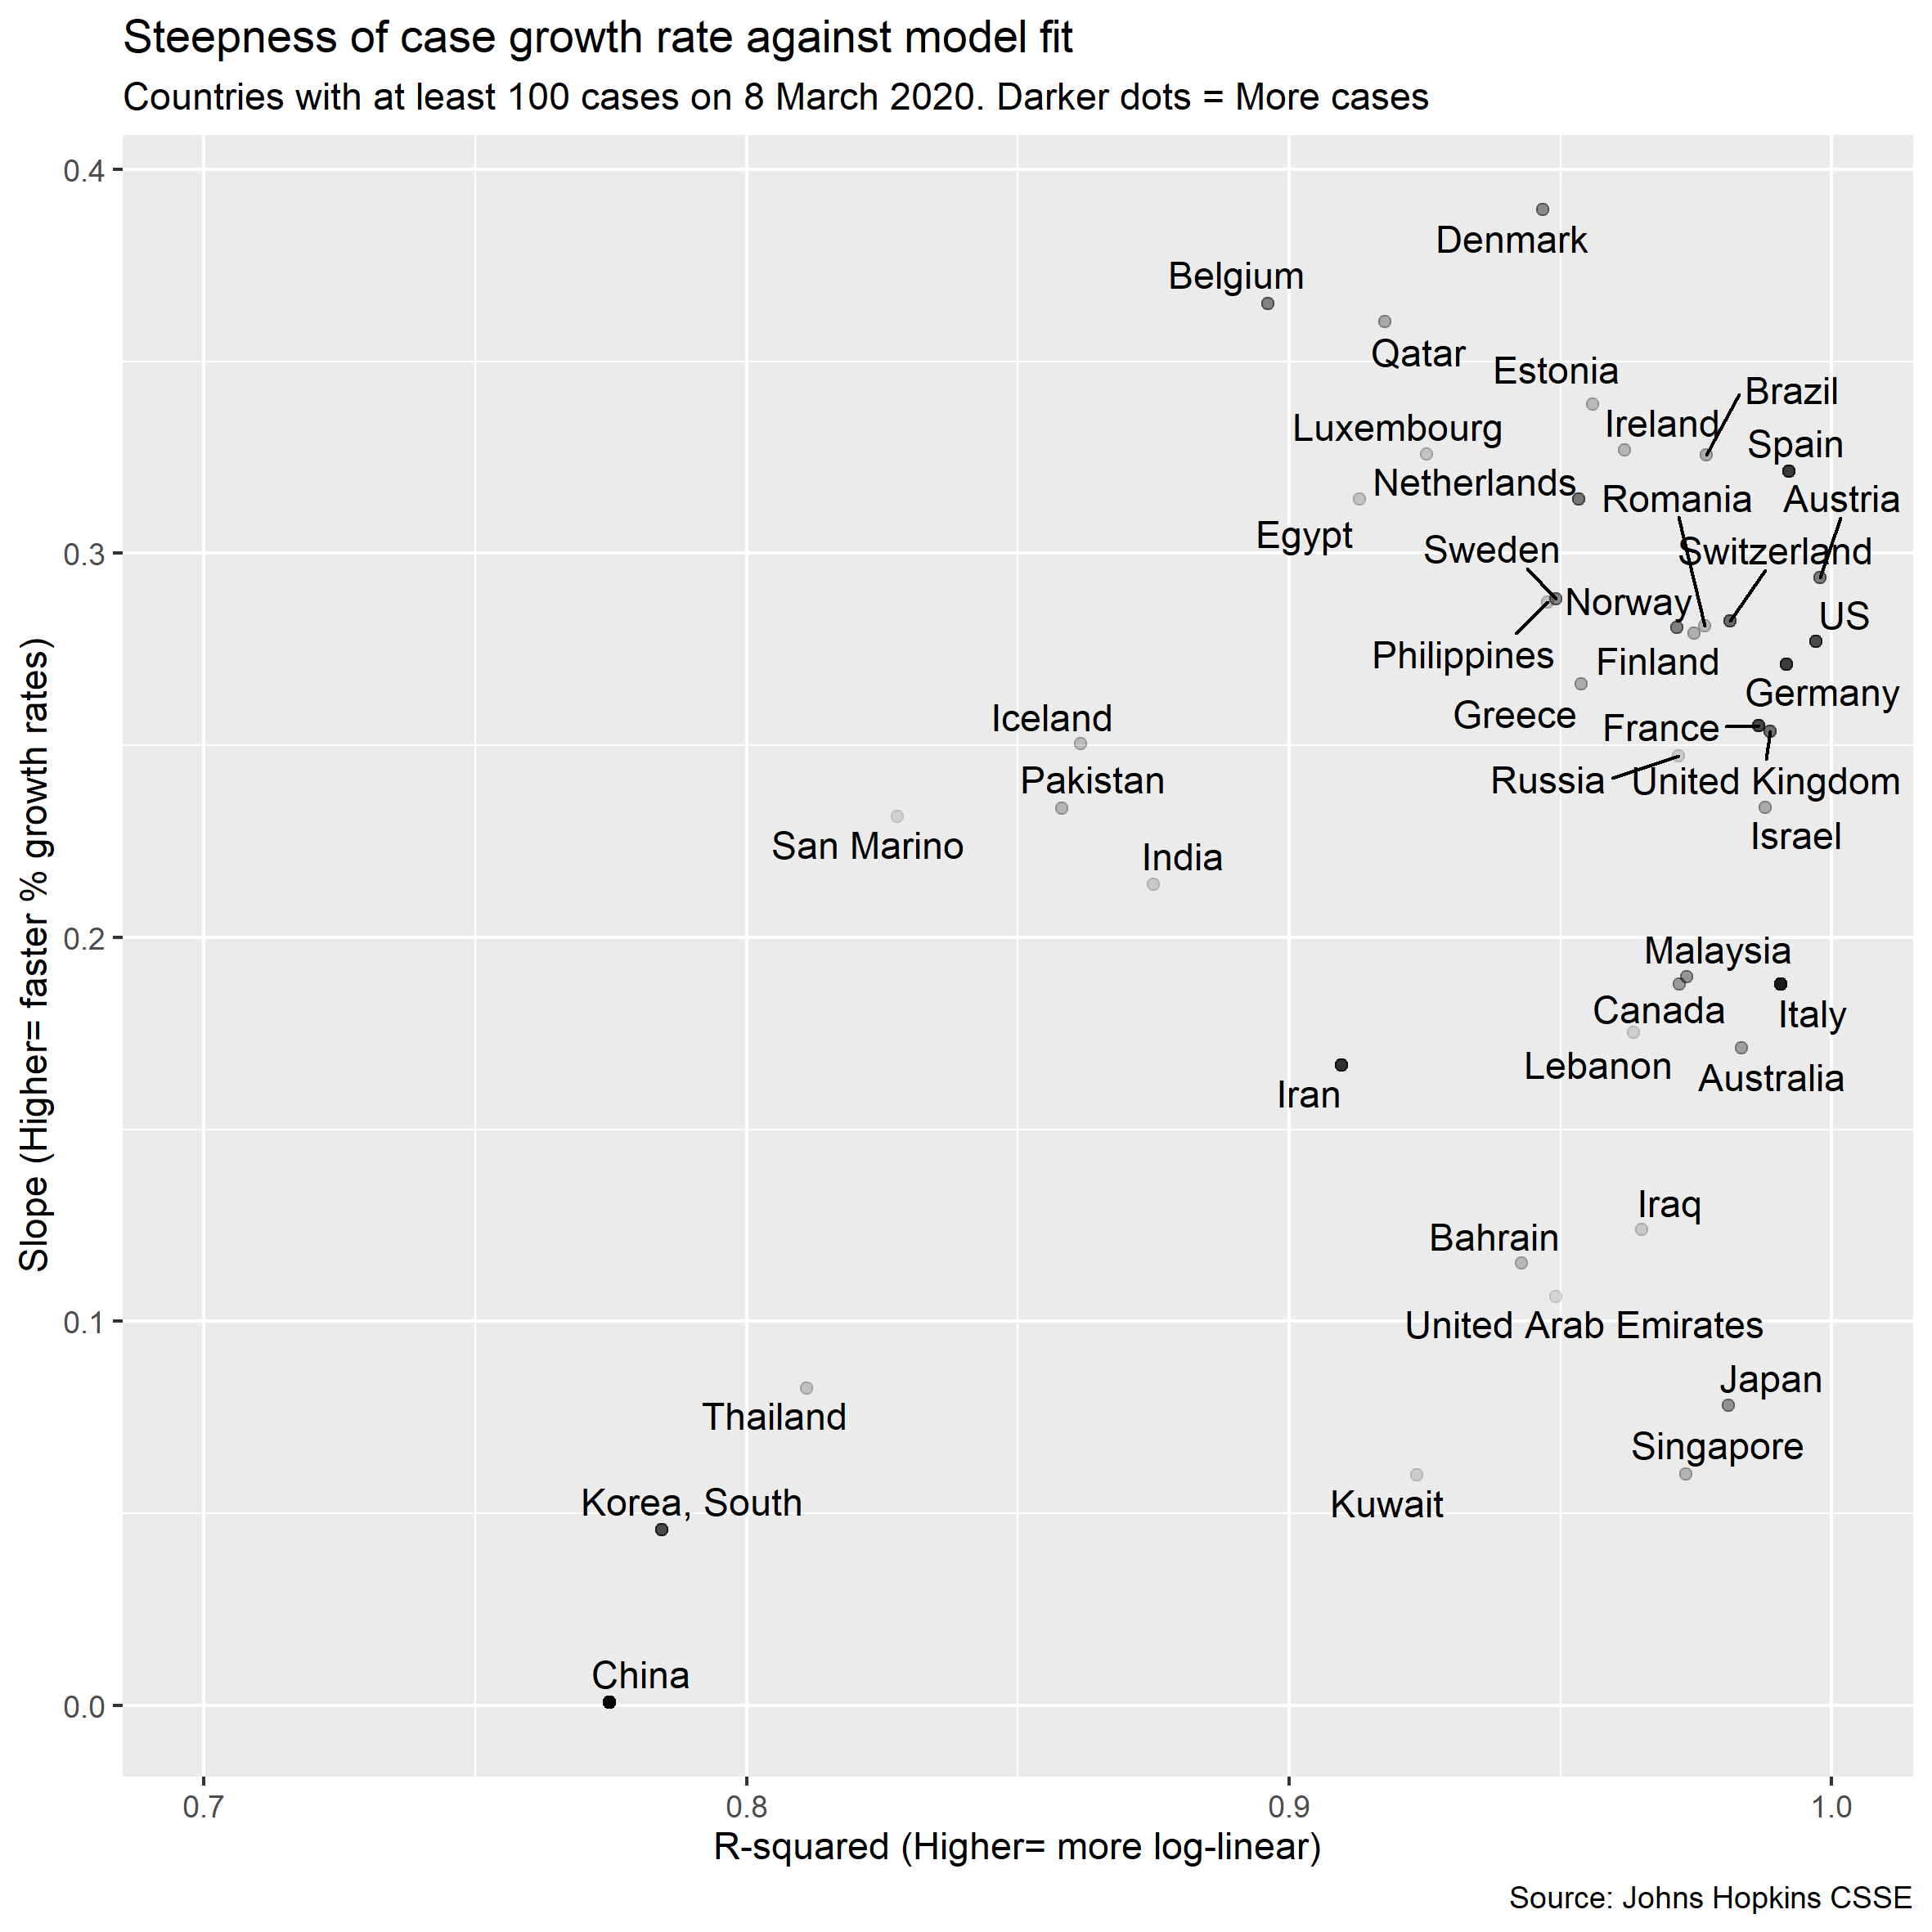 Steepness of case growth rate against model fit
Countries with at least 100 cases on 8 March 2020. Darker dots = More cases
Slope (Higher= faster % growth rates)
0.4
0.3
0.2
0.1
0.0
Denmark
Belgium
Qatar
Estonia
Brazil
Ireland
Luxembourg
Spain
Netherlands
Romania
Austria
Egypt
Sweden
Switzerland
Norway
US
Philippines
Finland
Germany
Greece
Iceland
France
Russia
United Kingdom
Pakistan
San Marino
Israel
India
Malaysia
Canada
Italy
Lebanon
Australia
Iran
Iraq
Bahrain
United Arab Emirates
Japan
Thailand
Singapore
Korea, South
Kuwait
China
0.7
0.8
0.9
1.0
R-squared (Higher= more log-linear)
Source: Johns Hopkins CSSE